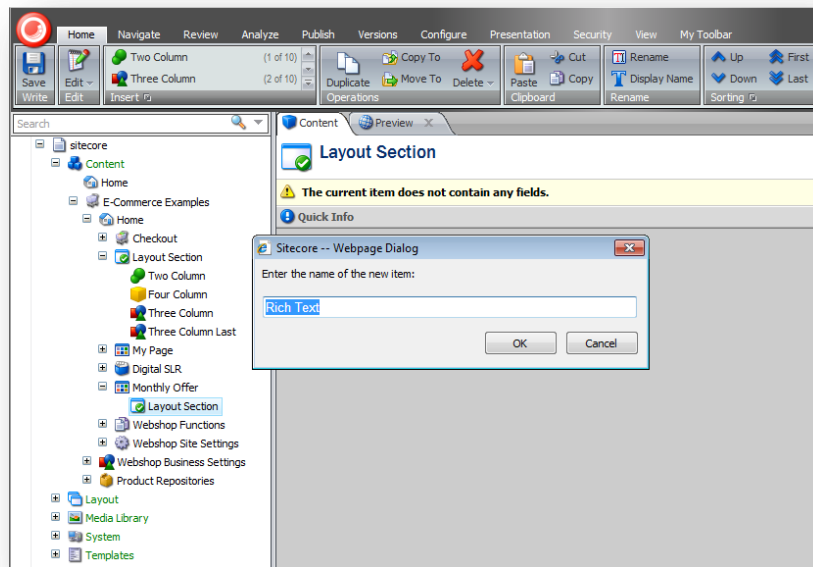 Home Navigate Review Analyze Publish Versions Configure Presentation Security View My Toolbar
Save
Write
Edit
Edit
Two Column (1 of 10)
Three Column (2 of 10)
Insert
Duplicate
Copy To
Move To
Delete
Operations
Paste
Cut
Copy
Clipboard
Rename
Display Name
Rename
Up First
Down Last
Sorting
Search
sitecore
Content
Home
E-Commerce Examples
Home
Checkout
Layout Section
Two Column
Four Column
Three Column
Three Column Last
My Page
Digital SLR
Monthly Offer
Layout Section
Webshop Functions
Webshop Site Settings
Webshop Business Settings
Product Repositories
Layout
Media Library
System
Templates
Content Preview X
Layout Section
The current item does not contain any fields.
Quick Info
Sitecore -- Webpage Dialog
Enter the name of the new item:
Rich Text
OK Cancel